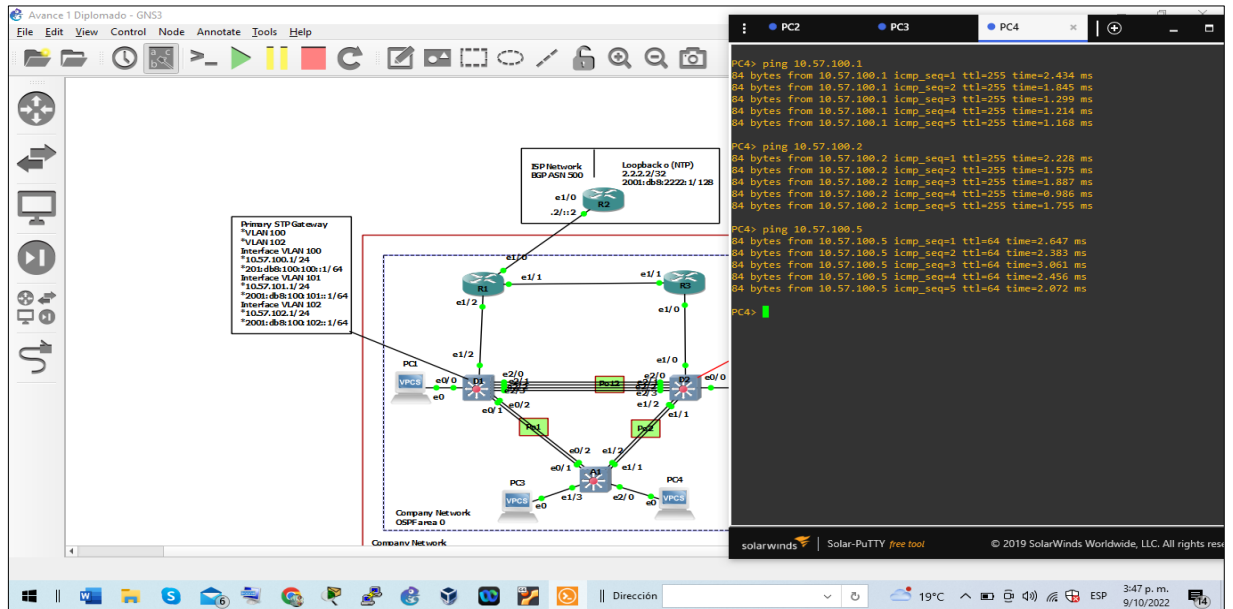 Avance 1 Diplomado - GNS3
File Edit View Control Node Annotate Tools Help
ISP Network
BGP ASN 500
Loopback o (NTP)
2.2.2.2/32
2001:db8:2222:1/128
e1/0
R2
.2/::2
Primary STP Gateway
*VLAN 100
*VLAN 102
Interface VLAN 100
*10.57.100.1/24
*201:db8:100:100::1/64
Interface VLAN 101
*10.57.101.1/24
*2001:db8:100:101::1/64
Interface VLAN 102
*10.57.102.1/24
*2001:db8:100:102::1/64
e1/0
R1
e1/1
e1/1
R3
e1/2
e1/0
e1/2
e1/0
PC1
VPCS
e0/0
e0
D1
e2/0
e2/1
e2/3
Po12
e2/0
e2/1
e2/3
D2
e0/0
e0/1
e0/2
e1/2
e1/1
Po1
Po2
e0/2
e1/2
e0/1
A1
e1/1
PC3
VPCS
e0
e1/3
e2/0
PC4
e0
VPCS
Company Network
OSPF area 0
Company Network
PC2
PC3
PC4
PC4> ping 10.57.100.1
84 bytes from 10.57.100.1 icmp_seq=1 ttl=255 time=2.434 ms
84 bytes from 10.57.100.1 icmp_seq=2 ttl=255 time=1.845 ms
84 bytes from 10.57.100.1 icmp_seq=3 ttl=255 time=1.299 ms
84 bytes from 10.57.100.1 icmp_seq=4 ttl=255 time=1.214 ms
84 bytes from 10.57.100.1 icmp_seq=5 ttl=255 time=1.168 ms
PC4> ping 10.57.100.2
84 bytes from 10.57.100.2 icmp_seq=1 ttl=255 time=2.228 ms
84 bytes from 10.57.100.2 icmp_seq=2 ttl=255 time=1.575 ms
84 bytes from 10.57.100.2 icmp_seq=3 ttl=255 time=1.887 ms
84 bytes from 10.57.100.2 icmp_seq=4 ttl=255 time=0.986 ms
84 bytes from 10.57.100.2 icmp_seq=5 ttl=255 time=1.755 ms
PC4> ping 10.57.100.5
84 bytes from 10.57.100.5 icmp_seq=1 ttl=64 time=2.647 ms
84 bytes from 10.57.100.5 icmp_seq=2 ttl=64 time=2.383 ms
84 bytes from 10.57.100.5 icmp_seq=3 ttl=64 time=3.061 ms
84 bytes from 10.57.100.5 icmp_seq=4 ttl=64 time=2.456 ms
84 bytes from 10.57.100.5 icmp_seq=5 ttl=64 time=2.072 ms
PC4>
solarwinds Solar-PuTTY free tool © 2019 SolarWinds Worldwide, LLC. All rights rese
Dirección
19°C
ESP
3:47 p. m.
9/10/2022
6
14